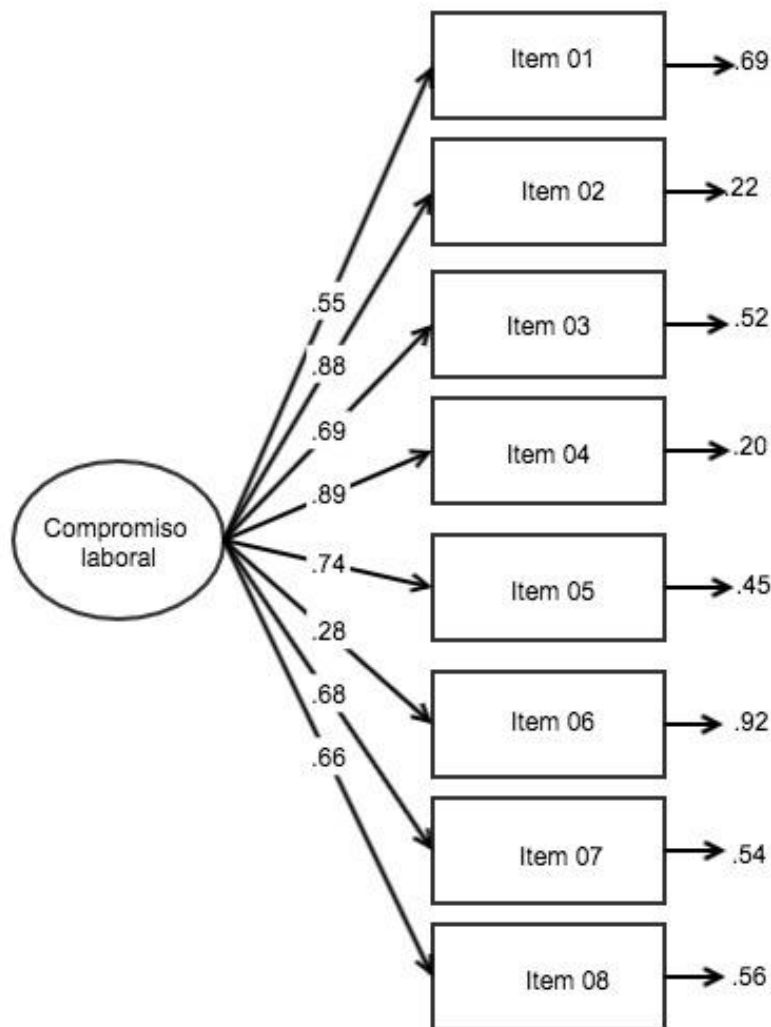 Item 01
.69
Item 02
.22
.55
Item 03
.52
.88
.69
Item 04
.20
.89
Compromiso
laboral
.74
Item 05
.45
.28
.68
Item 06
.92
.66
Item 07
.54
Item 08
.56